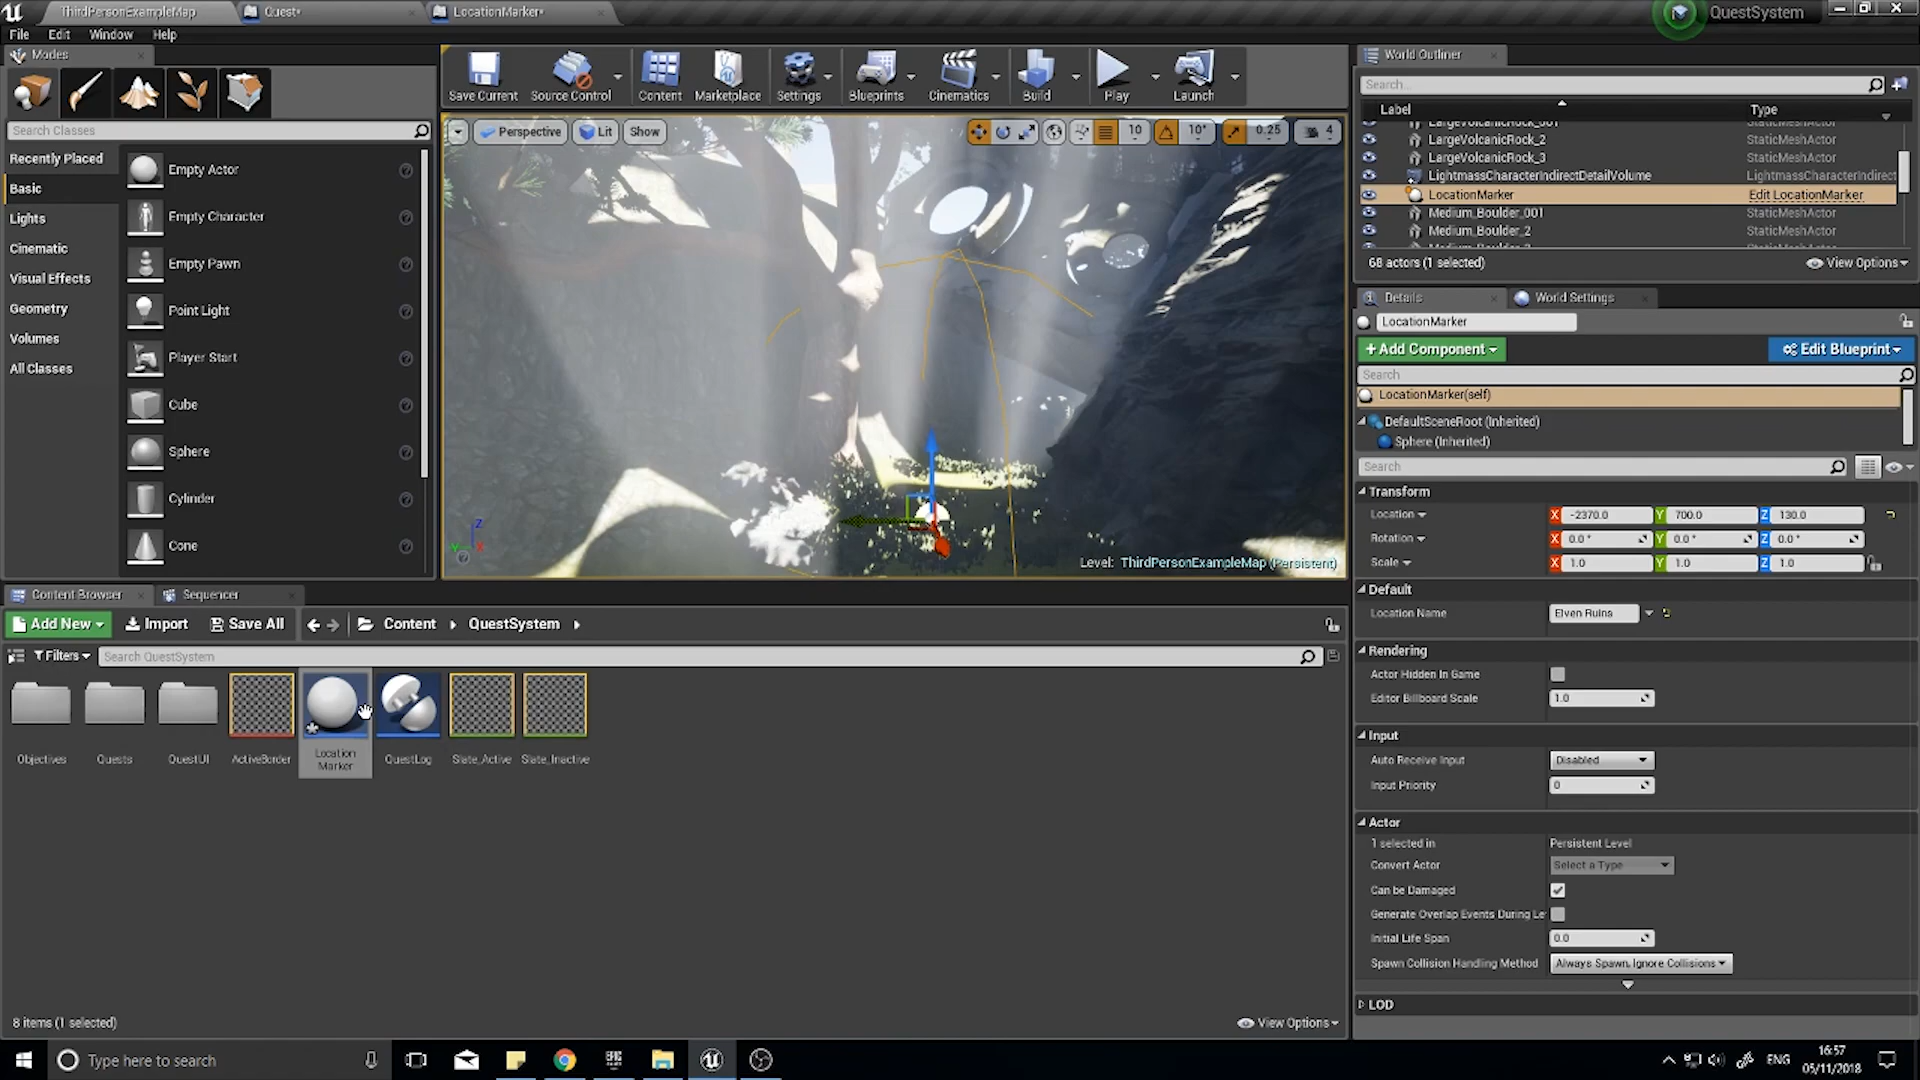 ThirdPersonExampleMap
Quest*
LocationMarker*
QuestSystem
File
Edit
Window
Help
Modes
Search Classes
Recently Placed
Basic
Lights
Cinematic
Visual Effects
Geometry
Volumes
All Classes
Empty Actor
Empty Character
Empty Pawn
Point Light
Player Start
Cube
Sphere
Cylinder
Cone
Save Current
Source Control
Content
Marketplace
Settings
Blueprints
Cinematics
Build
Play
Launch
Perspective
Lit
Show
10
10°
0.25
4
Level: ThirdPersonExampleMap (Persistent)
World Outliner
Search...
Label
Type
LargeVolcanicRock_001
LargeVolcanicRock_2 StaticMeshActor
LargeVolcanicRock_3 StaticMeshActor
LightmassCharacterIndirectDetailVolume LightmassCharacterIndirect
LocationMarker Edit LocationMarker
Medium_Boulder_001 StaticMeshActor
Medium_Boulder_2 StaticMeshActor
68 actors (1 selected)
View Options
Details
World Settings
LocationMarker
+Add Component
Edit Blueprint
Search
LocationMarker(self)
DefaultSceneRoot (Inherited)
Sphere (Inherited)
Search
Transform
Location X -2370.0 Y 700.0 Z 130.0
Rotation X 0.0° Y 0.0° Z 0.0°
Scale X 1.0 Y 1.0 Z 1.0
Default
Location Name Elven Ruins
Rendering
Actor Hidden In Game
Editor Billboard Scale 1.0
Input
Auto Receive Input Disabled
Input Priority 0
Actor
1 selected in Persistent Level
Convert Actor Select a Type
Can be Damaged
Generate Overlap Events During Le
Initial Life Span 0.0
Spawn Collision Handling Method Always Spawn, Ignore Collisions
LOD
Content Browser
Sequencer
Add New
Import
Save All
Content
QuestSystem
Filters
Search QuestSystem
Objectives
Quests
QuestUI
ActiveBorder
Location
Marker
QuestLog
Slate_Active
Slate_Inactive
8 items (1 selected)
View Options
Type here to search
ENG
16:57
05/11/2018